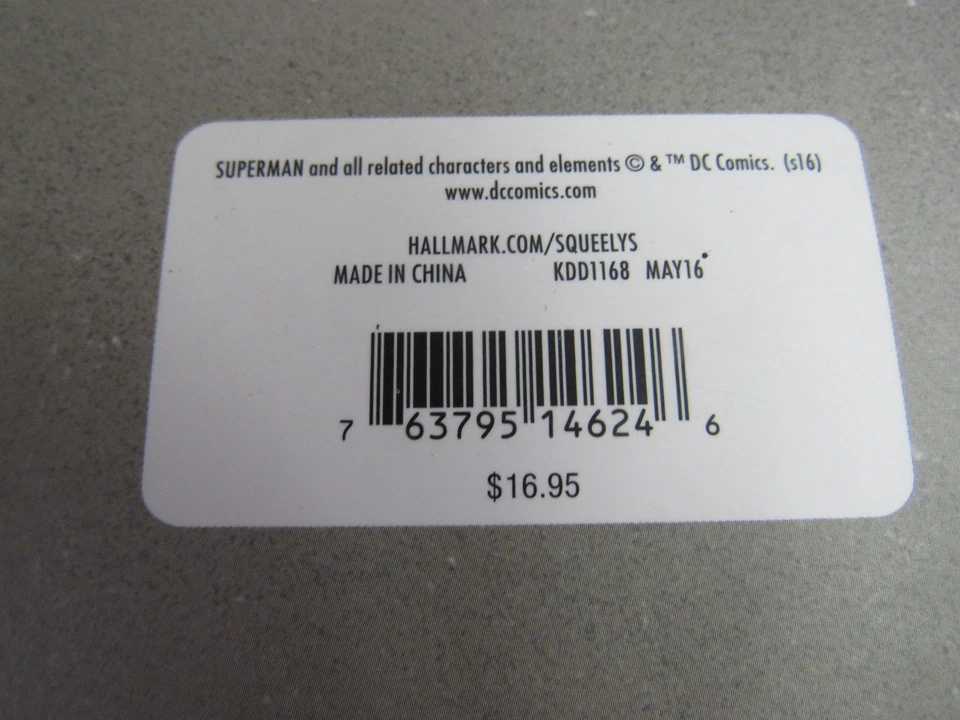 SUPERMAN and all related characters and elements © & ™ DC Comics. (s16)
www.dccomics.com
HALLMARK.COM/SQUEELYS
MADE IN CHINA KDD1168 MAY16
7 63795 14624 6
$16.95